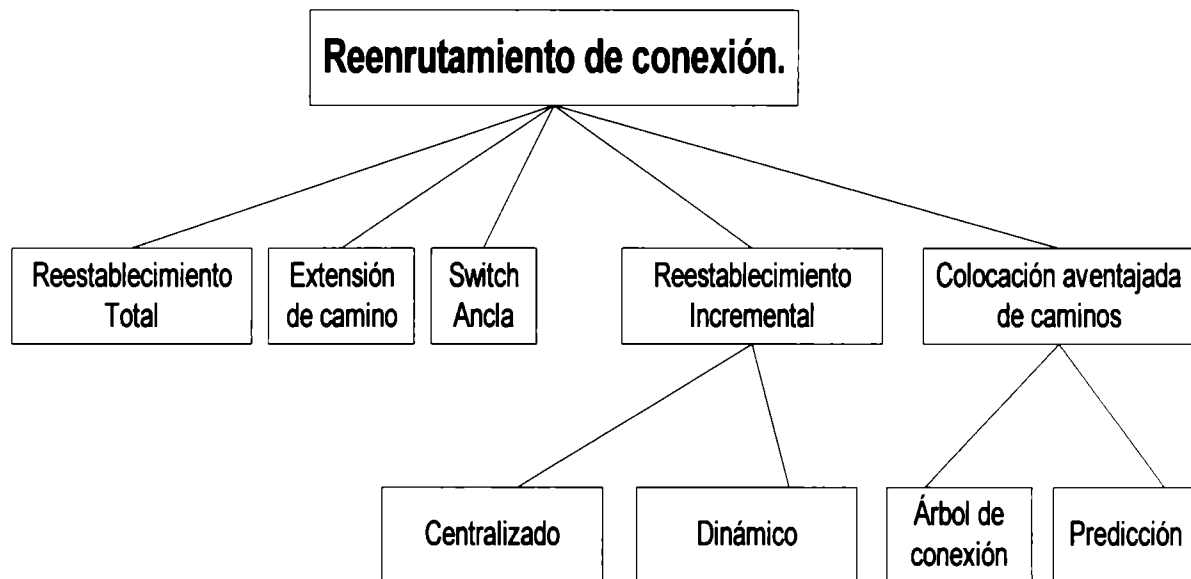 Reenrutamiento de conexión.
Reestablecimiento
Total
Extensión
de camino
Switch
Ancla
Reestablecimiento
Incremental
Colocación aventajada
de caminos
Centralizado
Dinámico
Árbol de
conexión
Predicción